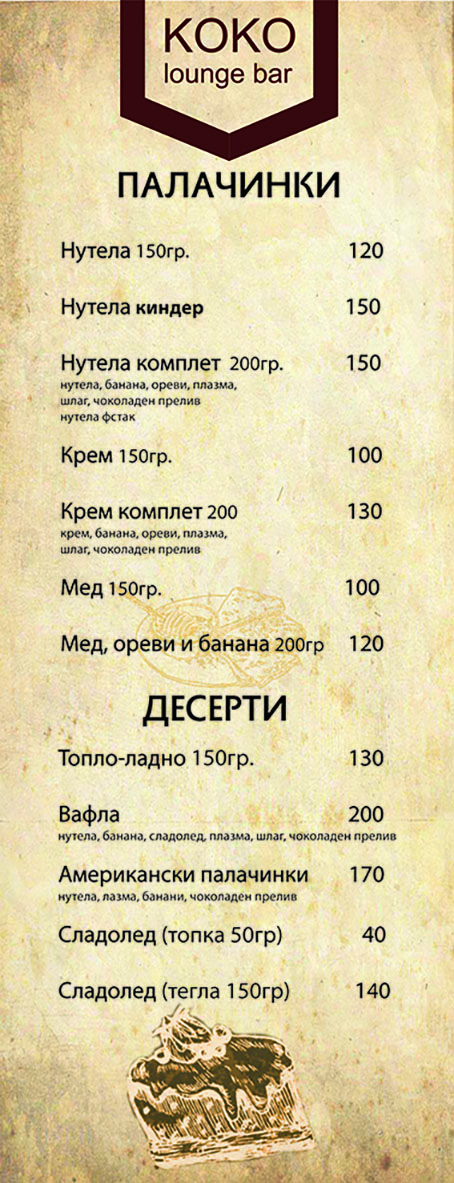 KOKO
lounge bar
ПАЛАЧИНКИ
Нутела 150гр. 120
Нутела киндер 150
Нутела комплет 200гр. 150
нутела, банана, ореви, плазма,
шлаг, чоколаден прелив
нутела фстак
Крем 150гр. 100
Крем комплет 200 130
крем, банана, ореви, плазма,
шлаг, чоколаден прелив
Мед 150гр. 100
Мед, ореви и банана 200гр 120
ДЕСЕРТИ
Топло-ладно 150гр. 130
Вафла 200
нутела, банана, сладолед, плазма, шлаг, чоколаден прелив
Американски палачинки 170
нутела, лазма, банани, чоколаден прелив
Сладолед (топка 50гр) 40
Сладолед (тегла 150гр) 140